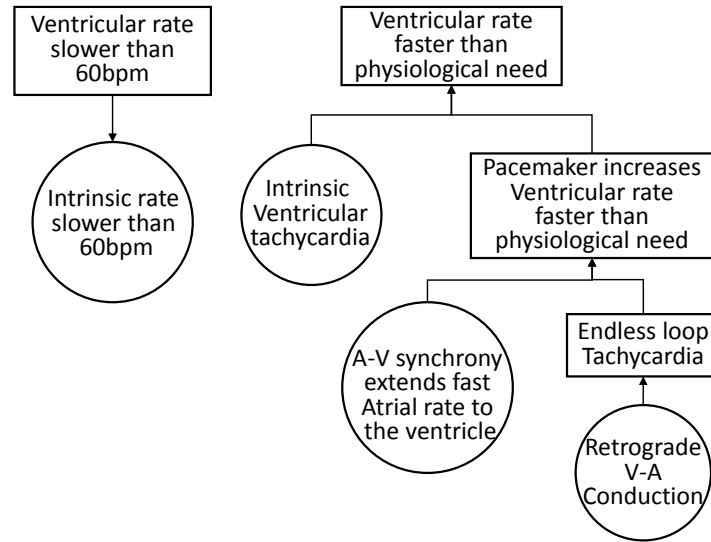 Ventricular rate
slower than
60bpm
Intrinsic rate
slower than
60bpm
Ventricular rate
faster than
physiological need
Intrinsic
Ventricular
tachycardia
Pacemaker increases
Ventricular rate
faster than
physiological need
A-V synchrony
extends fast
Atrial rate to
the ventricle
Endless loop
Tachycardia
Retrograde
V-A
Conduction